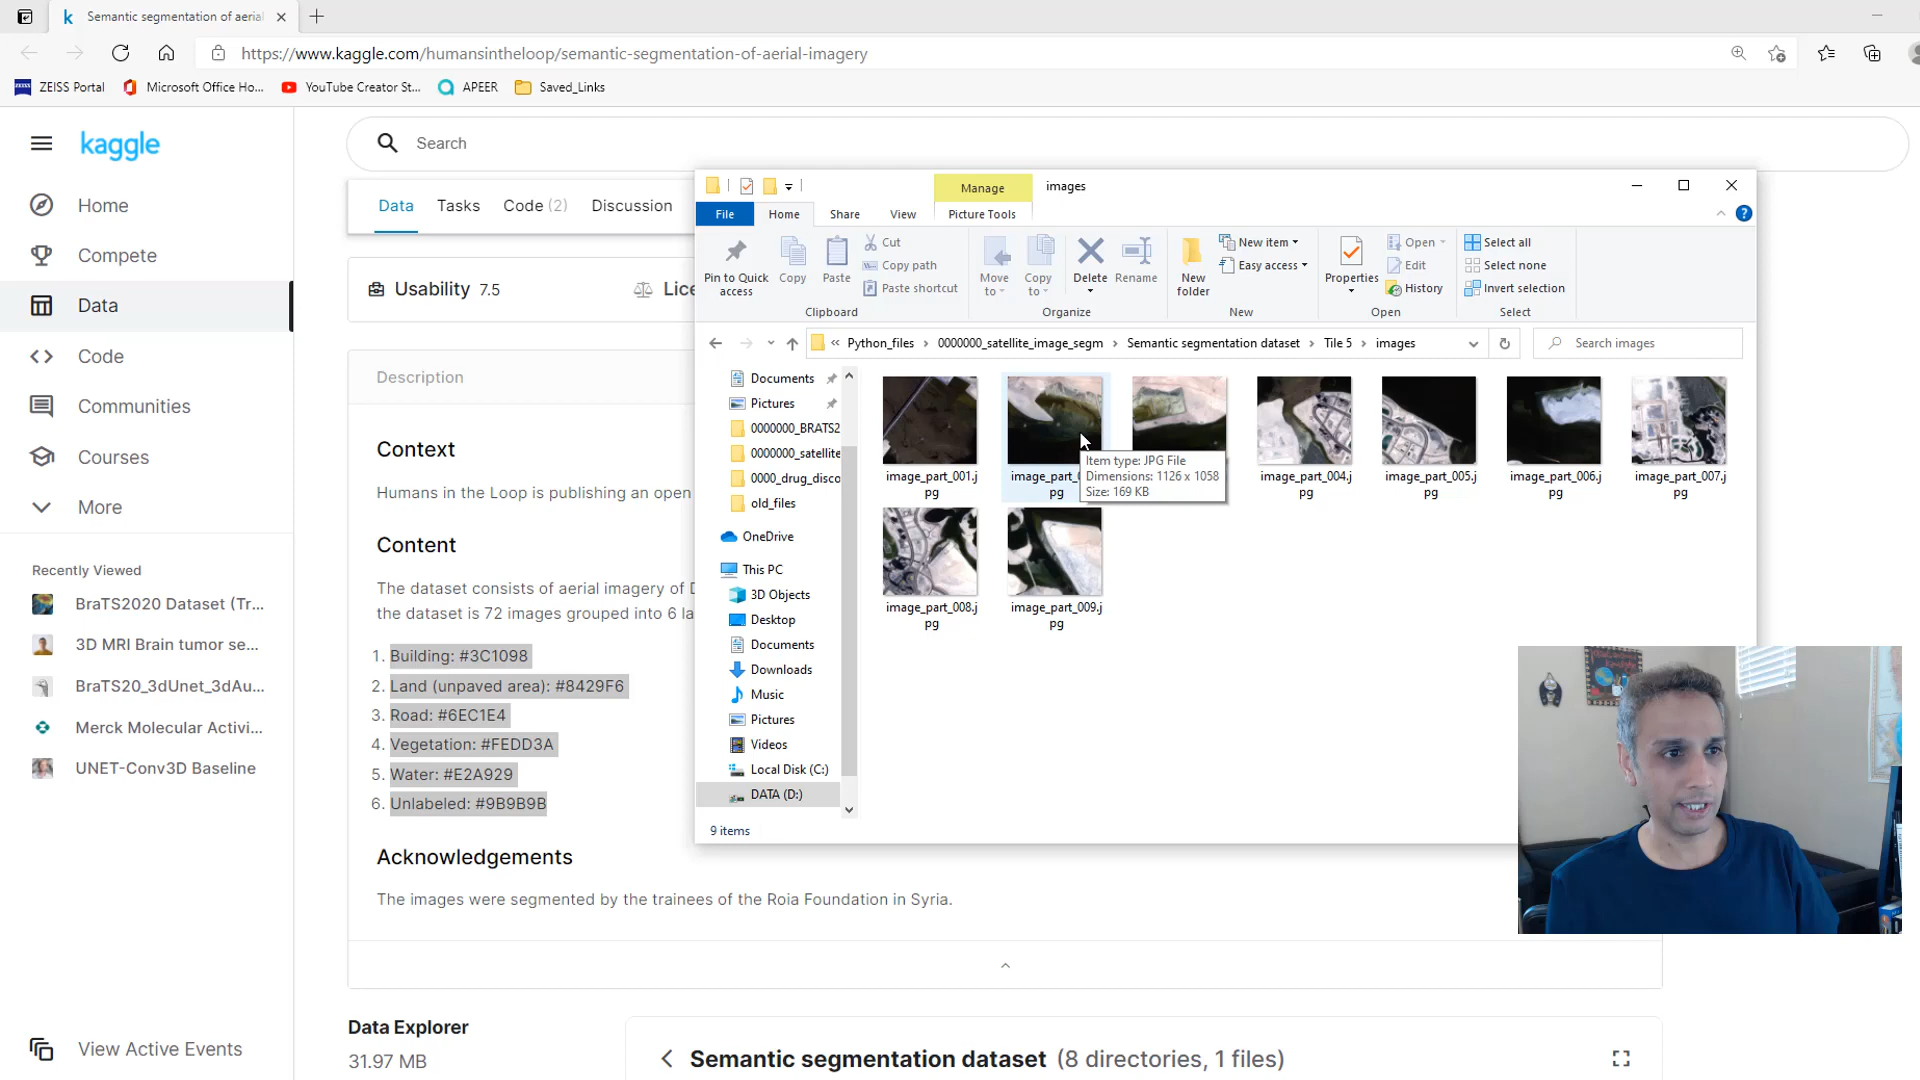 Semantic segmentation of aerial
https://www.kaggle.com/humansintheloop/semantic-segmentation-of-aerial-imagery
ZEISS Portal
Microsoft Office Ho...
YouTube Creator St...
APEER
Saved_Links
kaggle
Search
Home
Compete
Data
Code
Communities
Courses
More
Recently Viewed
BraTS2020 Dataset (Tr...
3D MRI Brain tumor se...
BraTS20_3dUnet_3dAu...
Merck Molecular Activi...
UNET-Conv3D Baseline
View Active Events
Data Tasks Code (2) Discussion
Usability 7.5
Lice
Description
Context
Humans in the Loop is publishing an open
Content
The dataset consists of aerial imagery of D
the dataset is 72 images grouped into 6 la
1. Building: #3C1098
2. Land (unpaved area): #8429F6
3. Road: #6EC1E4
4. Vegetation: #FEDD3A
5. Water: #E2A929
6. Unlabeled: #9B9B9B
Acknowledgements
The images were segmented by the trainees of the Roia Foundation in Syria.
Data Explorer
31.97 MB
Semantic segmentation dataset (8 directories, 1 files)
Manage
images
File Home Share View Picture Tools
Pin to Quick
access
Copy
Paste
Cut
Copy path
Paste shortcut
Clipboard
Move
to
Copy
to
Delete
Rename
Organize
New
folder
New item
Easy access
New
Properties
Open
Edit
History
Open
Select all
Select none
Invert selection
Select
« Python_files › 0000000_satellite_image_segm › Semantic segmentation dataset › Tile 5 › images
Search images
Documents
Pictures
0000000_BRATS2
0000000_satellite
0000_drug_disco
old_files
OneDrive
This PC
3D Objects
Desktop
Documents
Downloads
Music
Pictures
Videos
Local Disk (C:)
DATA (D:)
9 items
image_part_001.j
pg
image_part_
pg
Item type: JPG File
Dimensions: 1126 x 1058
Size: 169 KB
image_part_004.j
pg
image_part_005.j
pg
image_part_006.j
pg
image_part_007.j
pg
image_part_008.j
pg
image_part_009.j
pg